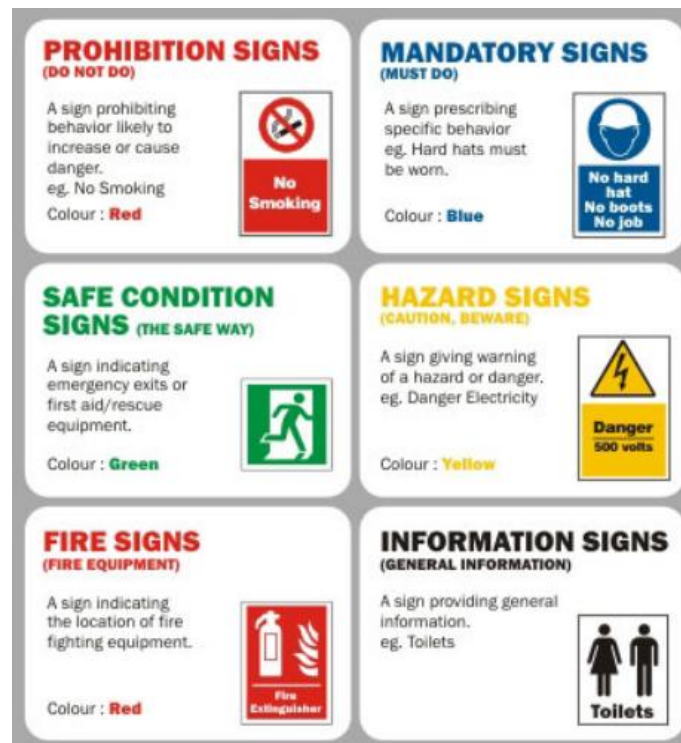 PROHIBITION SIGNS
(DO NOT DO)
A sign prohibiting
behavior likely to
increase or cause
danger.
eg. No Smoking
Colour : Red
No
Smoking
MANDATORY SIGNS
(MUST DO)
A sign prescribing
specific behavior
eg. Hard hats must
be worn.
Colour : Blue
No hard
hat
No boots
No job
SAFE CONDITION
SIGNS (THE SAFE WAY)
A sign indicating
emergency exits or
first aid/rescue
equipment.
Colour : Green
HAZARD SIGNS
(CAUTION, BEWARE)
A sign giving warning
of a hazard or danger.
eg. Danger Electricity
Colour : Yellow
Danger
500 volts
FIRE SIGNS
(FIRE EQUIPMENT)
A sign indicating
the location of fire
fighting equipment.
Colour : Red
Fire
Extinguisher
INFORMATION SIGNS
(GENERAL INFORMATION)
A sign providing general
information.
eg. Toilets
Toilets